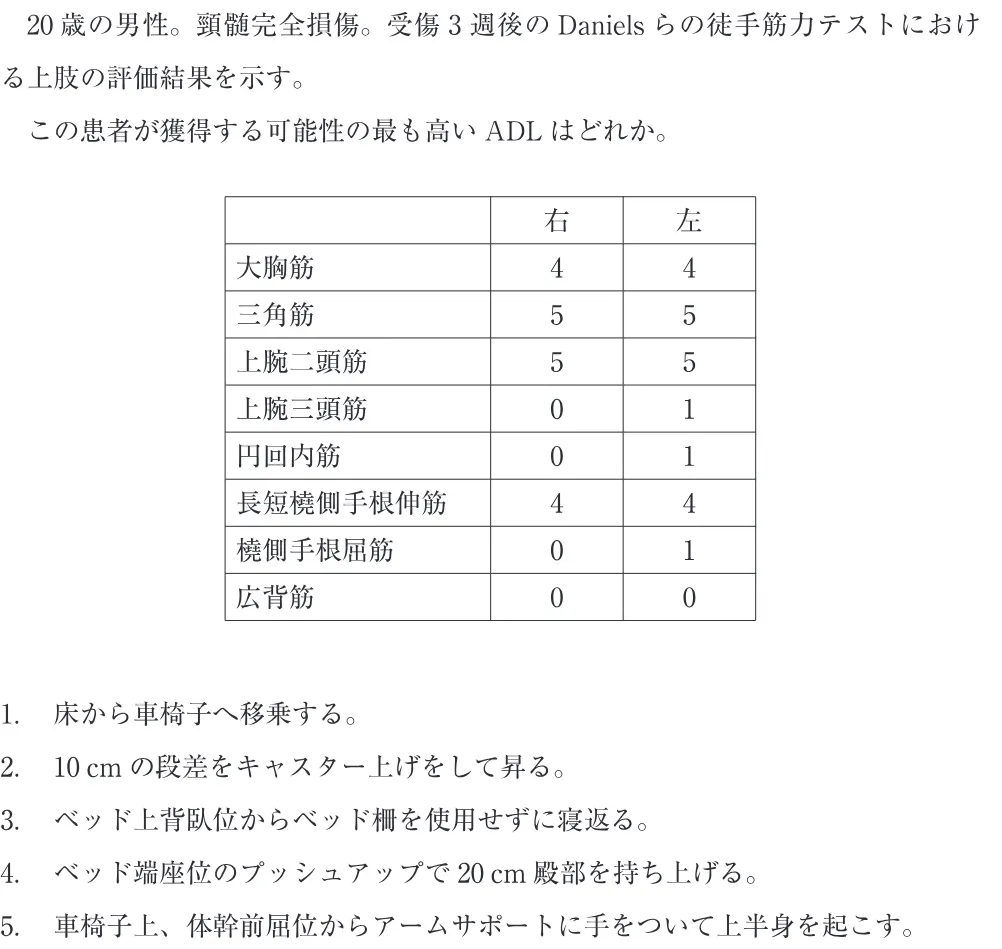 20 歳の男性。頸髄完全損傷。受傷 3 週後の Daniels らの徒手筋力テストにおけ
る上肢の評価結果を示す。
この患者が獲得する可能性の最も高い ADL はどれか。
右 左
大胸筋 4 4
三角筋 5 5
上腕二頭筋 5 5
上腕三頭筋 0 1
円回内筋 0 1
長短橈側手根伸筋 4 4
橈側手根屈筋 0 1
広背筋 0 0
1. 床から車椅子へ移乗する。
2. 10 cm の段差をキャスター上げをして昇る。
3. ベッド上背臥位からベッド柵を使用せずに寝返る。
4. ベッド端座位のプッシュアップで 20 cm 殿部を持ち上げる。
5. 車椅子上、体幹前屈位からアームサポートに手をついて上半身を起こす。